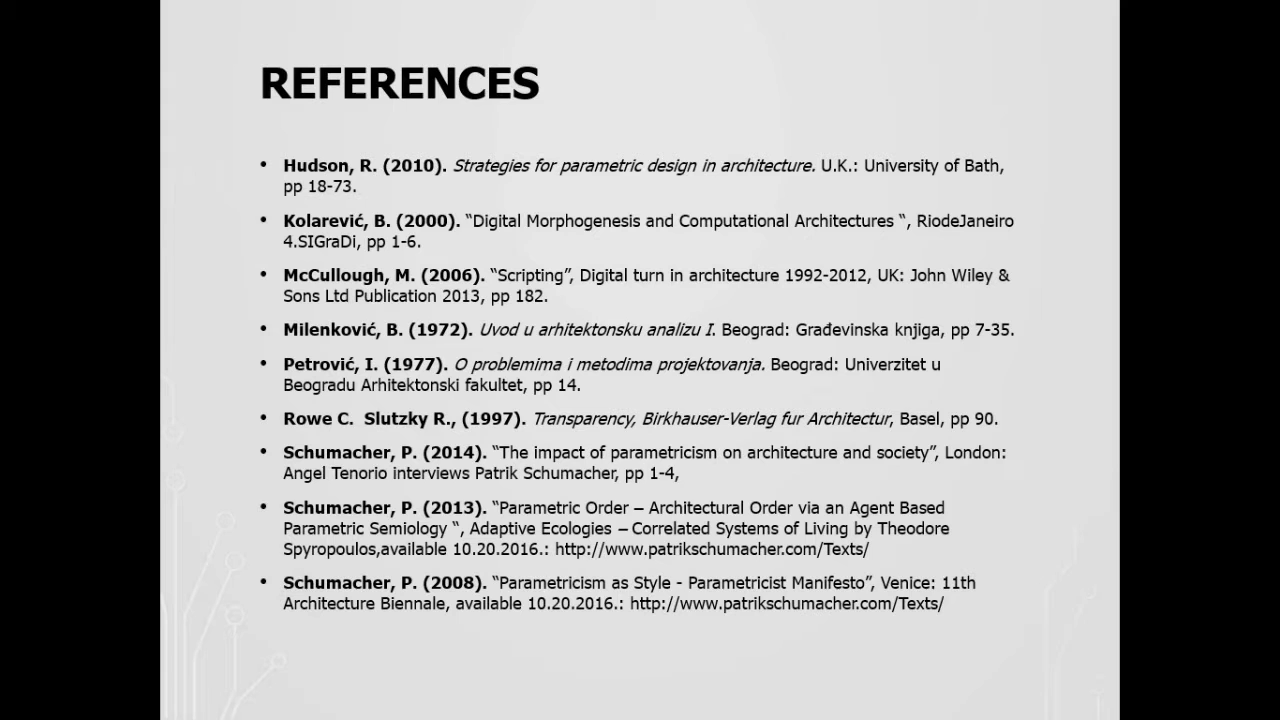 REFERENCES
• Hudson, R. (2010). Strategies for parametric design in architecture. U.K.: University of Bath,
pp 18-73.
• Kolarević, B. (2000). “Digital Morphogenesis and Computational Architectures “, RiodeJaneiro
4.SIGraDi, pp 1-6.
• McCullough, M. (2006). “Scripting”, Digital turn in architecture 1992-2012, UK: John Wiley &
Sons Ltd Publication 2013, pp 182.
• Milenković, B. (1972). Uvod u arhitektonsku analizu I. Beograd: Građevinska knjiga, pp 7-35.
• Petrović, I. (1977). O problemima i metodima projektovanja. Beograd: Univerzitet u
Beogradu Arhitektonski fakultet, pp 14.
• Rowe C.  Slutzky R., (1997). Transparency, Birkhauser-Verlag fur Architectur, Basel, pp 90.
• Schumacher, P. (2014). “The impact of parametricism on architecture and society”, London:
Angel Tenorio interviews Patrik Schumacher, pp 1-4,
• Schumacher, P. (2013). “Parametric Order – Architectural Order via an Agent Based
Parametric Semiology “, Adaptive Ecologies – Correlated Systems of Living by Theodore
Spyropoulos,available 10.20.2016.: http://www.patrikschumacher.com/Texts/
• Schumacher, P. (2008). “Parametricism as Style - Parametricist Manifesto”, Venice: 11th
Architecture Biennale, available 10.20.2016.: http://www.patrikschumacher.com/Texts/